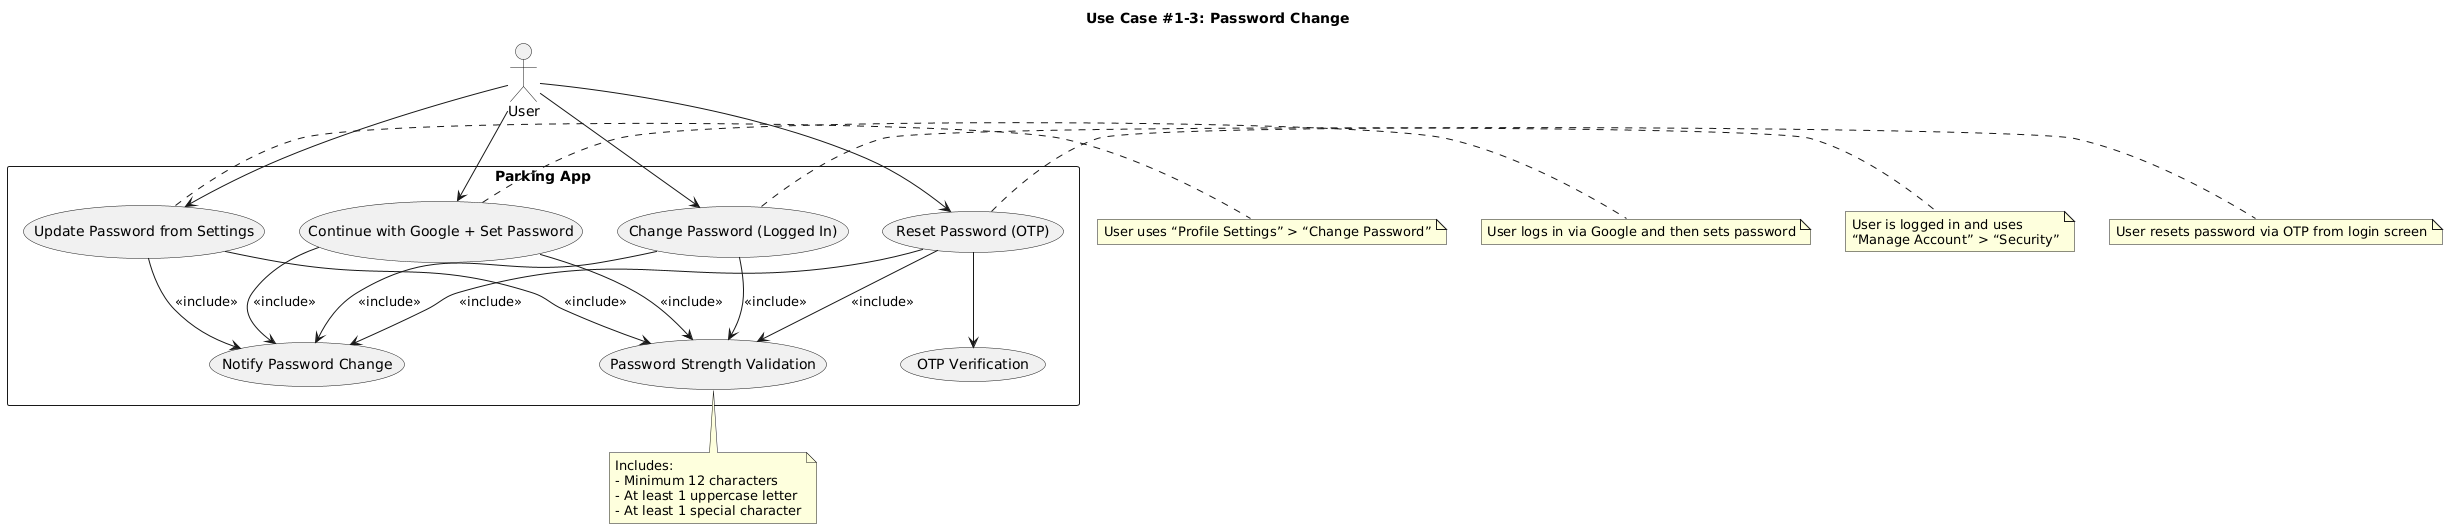 Use Case #1-3: Password Change
User
Parking App
Update Password from Settings
Continue with Google + Set Password
Change Password (Logged In)
Reset Password (OTP)
User uses “Profile Settings” > “Change Password”
User logs in via Google and then sets password
User is logged in and uses
“Manage Account” > “Security”
User resets password via OTP from login screen
«include»
«include»
«include»
«include»
«include»
«include»
«include»
«include»
Notify Password Change
Password Strength Validation
OTP Verification
Includes:
- Minimum 12 characters
- At least 1 uppercase letter
- At least 1 special character